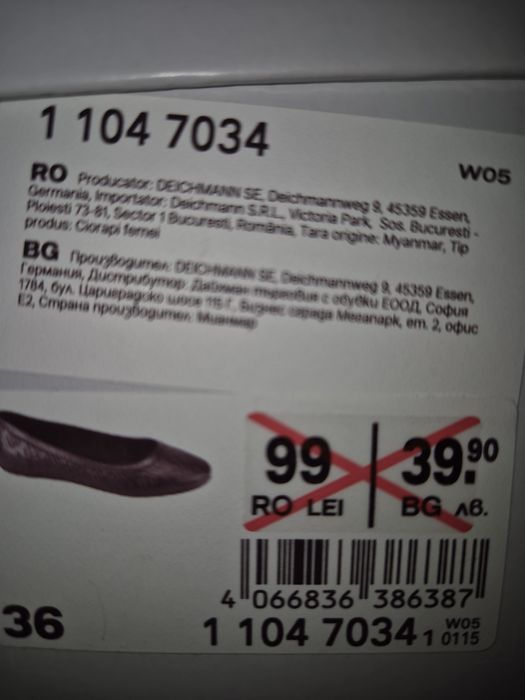 1 104 7034
W05
RO Producator: DEICHMANN SE, Deichmannweg 9, 45359 Essen,
Germania, Importator: Deichmann S.R.L., Victoria Park, Sos. Bucuresti -
Ploiesti 73-81, Sector 1 Bucuresti, România, Tara origine: Myanmar, Tip
produs: Ciorapi femei
BG Производител: DEICHMANN SE, Deichmannweg 9, 45359 Essen,
Германия, Дистрибутор: Дайхман търговия с обувки ЕООД, София
1784, бул. Цариградско шосе 115 Г, Бизнес сграда Мегапарк, ет. 2, офис
E2, Страна производител: Мианмар
99
RO LEI
39.90
BG лв.
4 066836 386387
36
1 104 7034 1
W05
0115